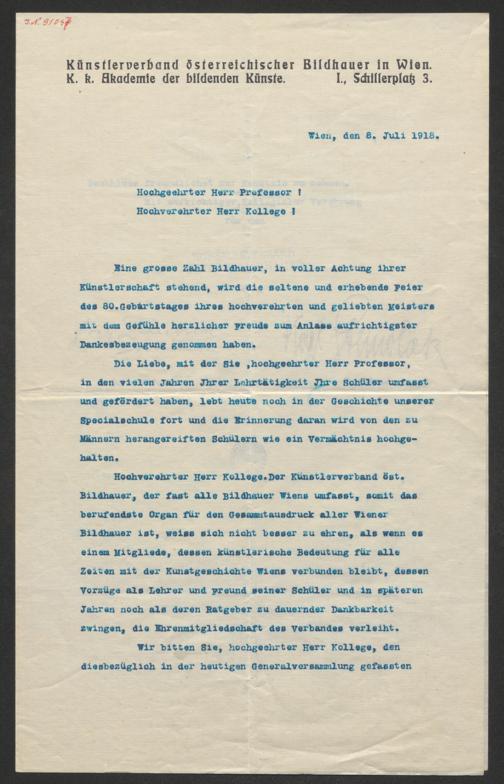 Künstlerverband österreichischer Bildhauer in Wien.
K. k. Akademie der bildenden Künste. I., Schillerplatz 3.
Wien, den 8. Juli 1918.
Hochgeehrter Herr Professor !
Hochverehrter Herr Kollege !
Eine grosse Zahl Bildhauer, in voller Achtung ihrer
Künstlerschaft stehend, wird die seltene und erhebende Feier
des 80.Geburtstages ihres hochverehrten und geliebten Meisters
mit dem Gefühle herzlicher Freude zum Anlass aufrichtigster
Dankesbezeugung genommen haben.
Die Liebe, mit der Sie ,hochgeehrter Herr Professor,
in den vielen Jahren Jhrer Lehrtätigkeit Jhre Schüler umfasst
und gefördert haben, lebt heute noch in der Geschichte unserer
Specialschule fort und die Erinnerung daran wird von den zu
Männern herangereiften Schülern wie ein Vermächtnis hochge-
halten.
Hochverehrter Herr Kollege.Der Künstlerverband öst.
Bildhauer, der fast alle Bildhauer Wiens umfasst, somit das
berufendste Organ für den Gesammtausdruck aller Wiener
Bildhauer ist, weiss sich nicht besser zu ehren, als wenn es
einem Mitgliede, dessen künstlerische Bedeutung für alle
Zeiten mit der Kunstgeschichte Wiens verbunden bleibt, dessen
Vorzüge als Lehrer und Freund seiner Schüler und in späteren
Jahren noch als deren Ratgeber zu dauernder Dankbarkeit
zwingen, die Ehrenmitgliedschaft des Verbandes verleiht.
Wir bitten Sie, hochgeehrter Herr Kollege, den
diesbezüglich in der heutigen Generalversammlung gefassten